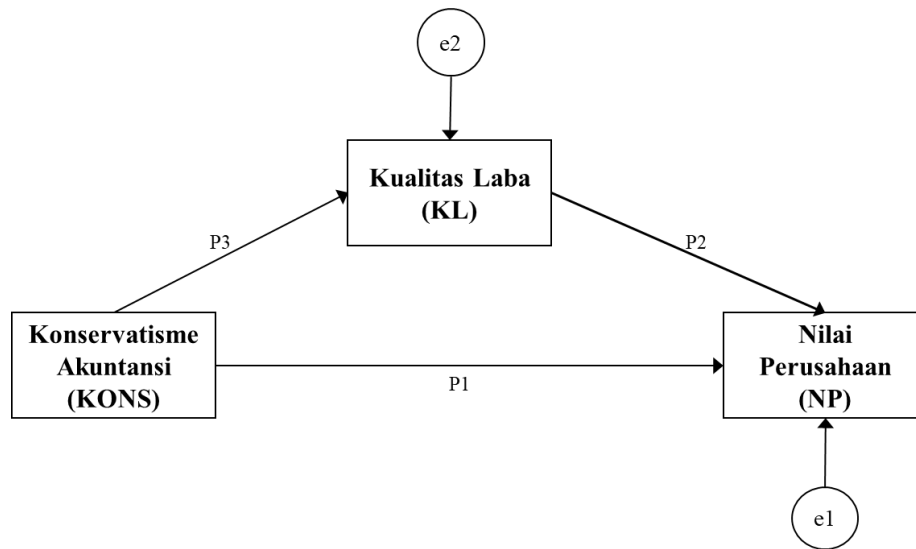 e2
Kualitas Laba
(KL)
P3
P2
Konservatisme
Akuntansi
(KONS)
P1
Nilai
Perusahaan
(NP)
e1